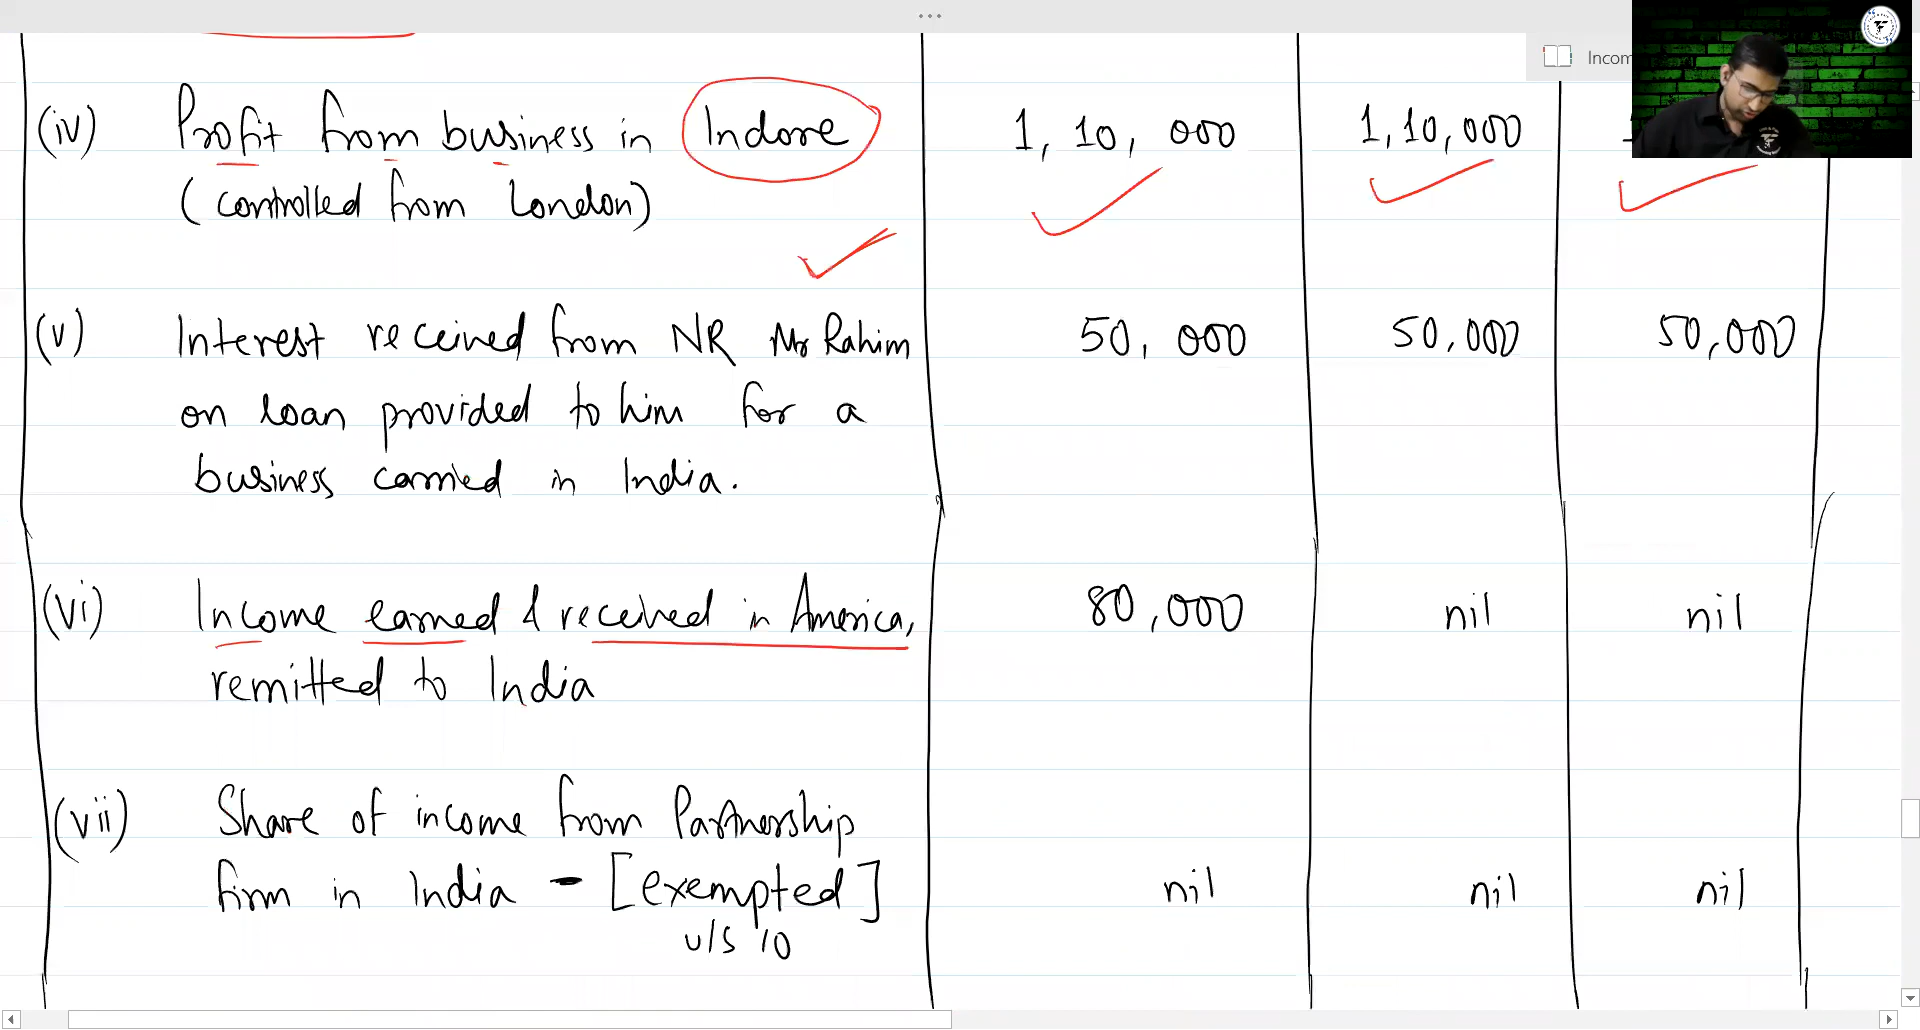 Incom
(iv) Profit from business in Indore 1,10,000 1,10,000
(controlled from London)
(v) Interest received from NR Mr Rahim 50,000 50,000 50,000
on loan provided to him for a
business carried in India.
(vi) Income earned & received in America, 80,000 nil nil
remitted to India
(vii) Share of income from Partnership
firm in India - [exempted] nil nil nil
u/s 10